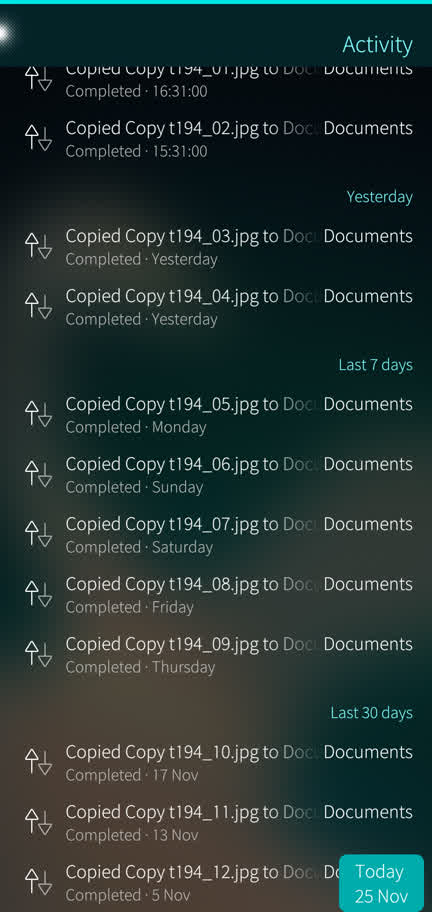 Activity
Copied Copy t194_01.jpg to Doc Documents
Completed · 16:31:00
Copied Copy t194_02.jpg to Doc Documents
Completed · 15:31:00
Yesterday
Copied Copy t194_03.jpg to Doc Documents
Completed · Yesterday
Copied Copy t194_04.jpg to Doc Documents
Completed · Yesterday
Last 7 days
Copied Copy t194_05.jpg to Doc Documents
Completed · Monday
Copied Copy t194_06.jpg to Doc Documents
Completed · Sunday
Copied Copy t194_07.jpg to Doc Documents
Completed · Saturday
Copied Copy t194_08.jpg to Doc Documents
Completed · Friday
Copied Copy t194_09.jpg to Doc Documents
Completed · Thursday
Last 30 days
Copied Copy t194_10.jpg to Doc Documents
Completed · 17 Nov
Copied Copy t194_11.jpg to Doc Documents
Completed · 13 Nov
Copied Copy t194_12.jpg to Doc
Completed · 5 Nov
Today
25 Nov